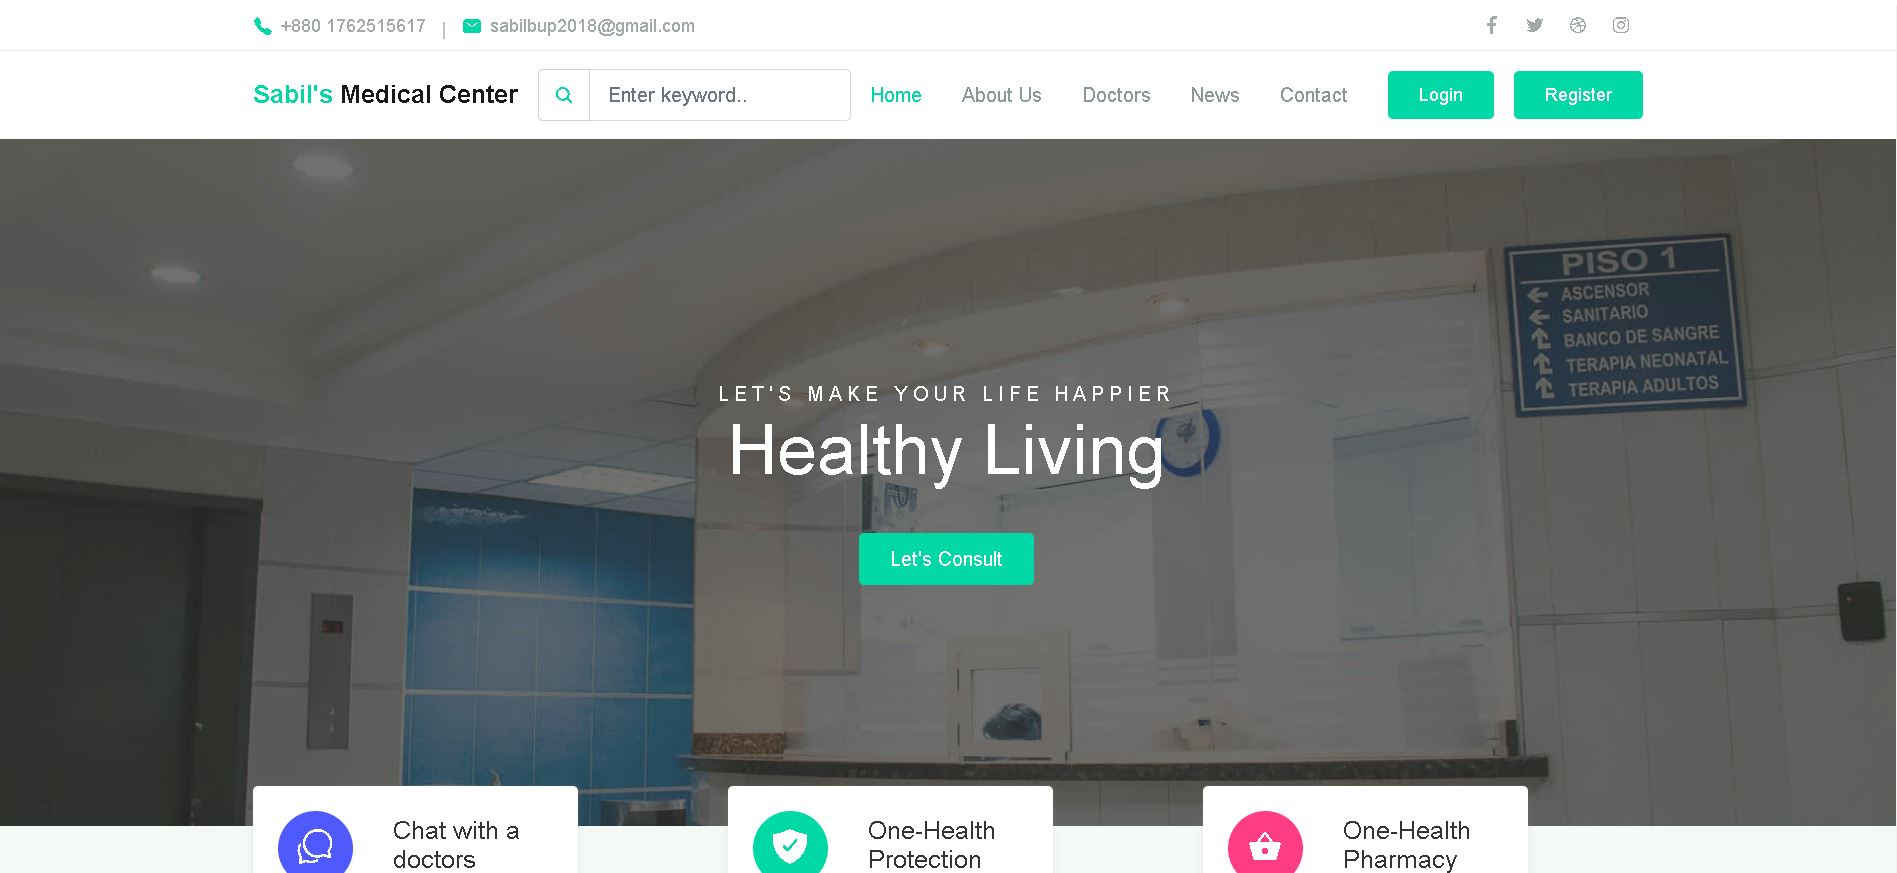 +880 1762515617 | sabilbup2018@gmail.com
Sabil's Medical Center
Enter keyword..
Home
About Us
Doctors
News
Contact
Login
Register
PISO 1
ASCENSOR
SANITARIO
BANCO DE SANGRE
TERAPIA NEONATAL
TERAPIA ADULTOS
LET'S MAKE YOUR LIFE HAPPIER
Healthy Living
Let's Consult
Chat with a
doctors
One-Health
Protection
One-Health
Pharmacy